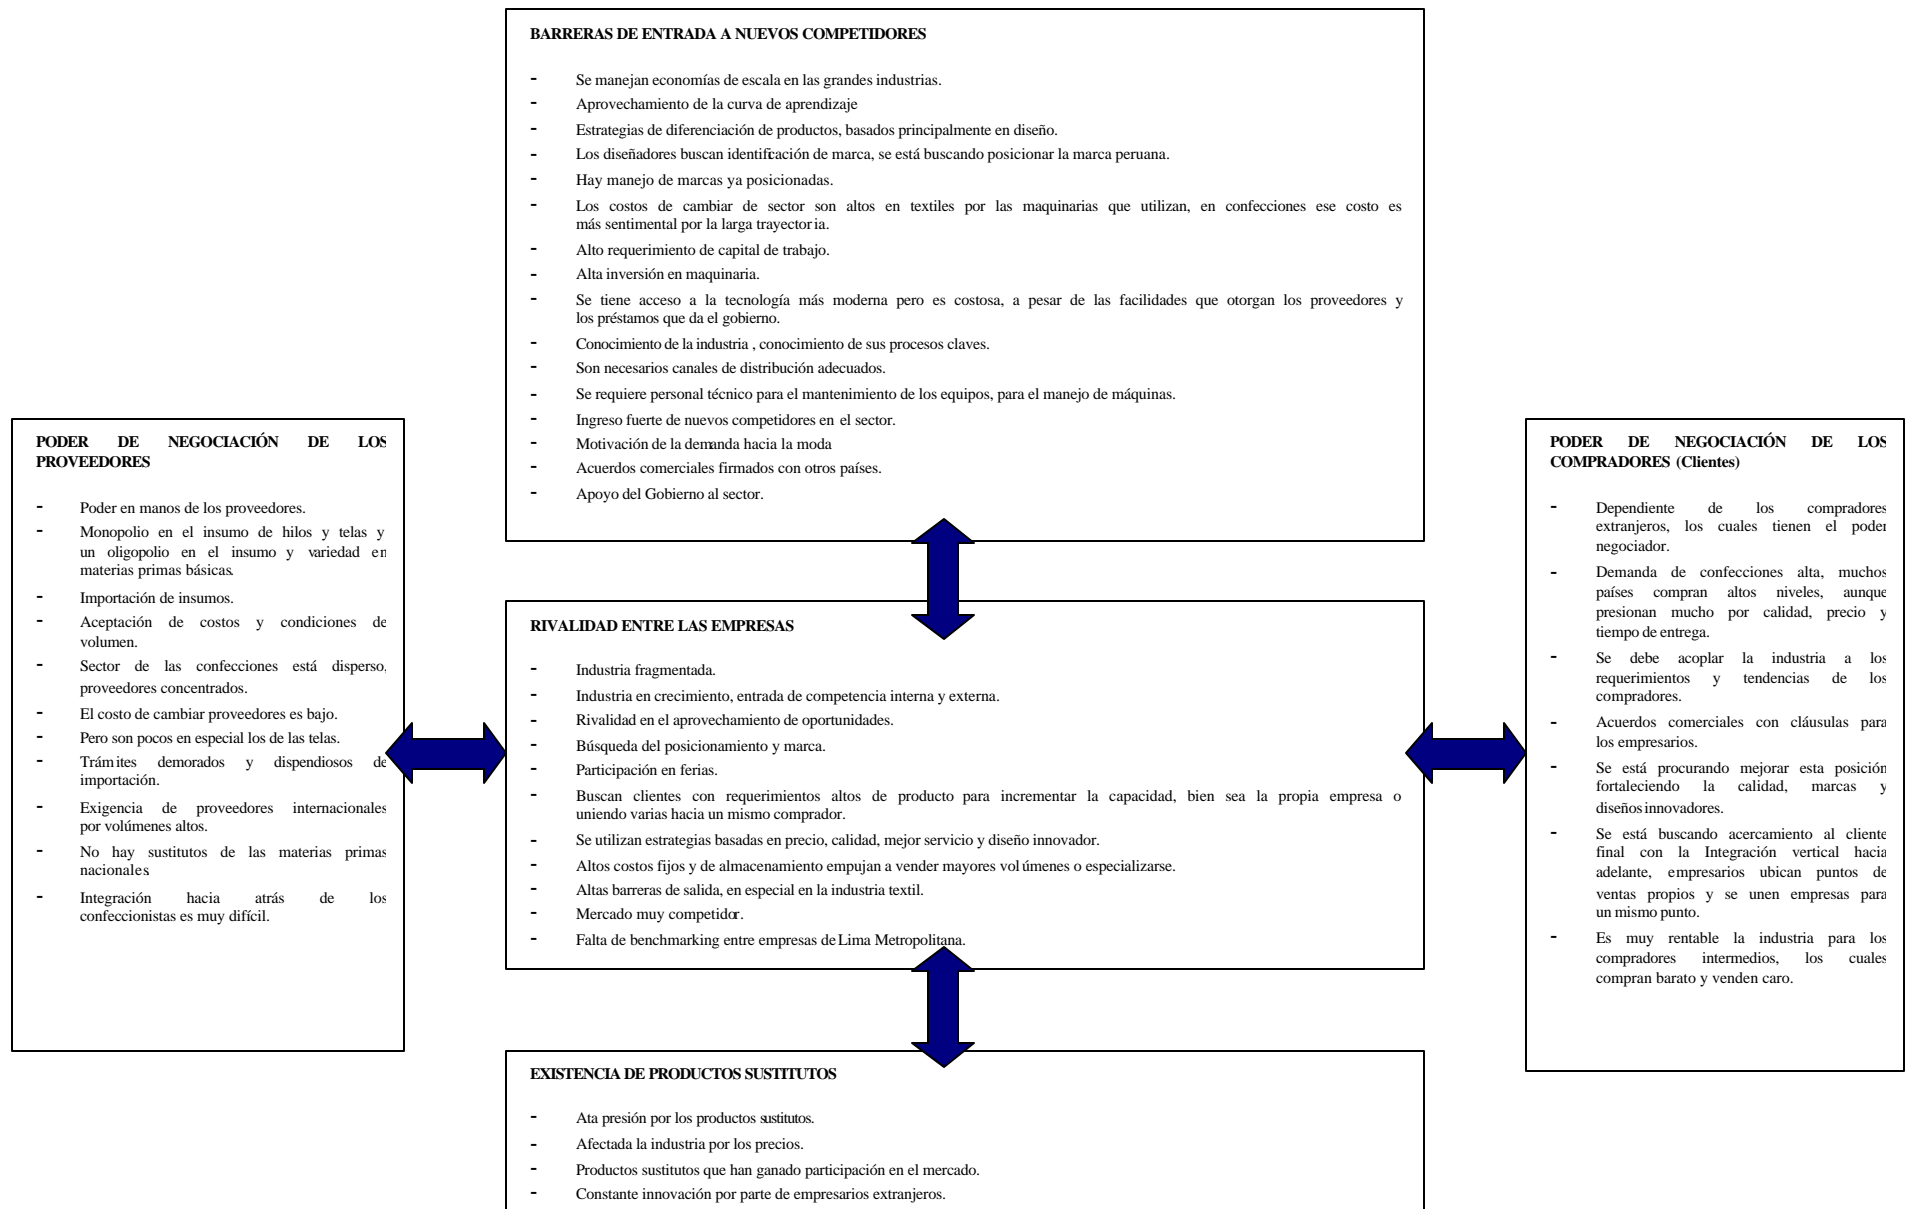 BARRERAS DE ENTRADA A NUEVOS COMPETIDORES
- Se manejan economías de escala en las grandes industrias.
- Aprovechamiento de la curva de aprendizaje
- Estrategias de diferenciación de productos, basados principalmente en diseño.
- Los diseñadores buscan identificación de marca, se está buscando posicionar la marca peruana.
- Hay manejo de marcas ya posicionadas.
- Los costos de cambiar de sector son altos en textiles por las maquinarias que utilizan, en confecciones ese costo es
más sentimental por la larga trayectoria.
- Alto requerimiento de capital de trabajo.
- Alta inversión en maquinaria.
- Se tiene acceso a la tecnología más moderna pero es costosa, a pesar de las facilidades que otorgan los proveedores y
los préstamos que da el gobierno.
- Conocimiento de la industria , conocimiento de sus procesos claves.
- Son necesarios canales de distribución adecuados.
- Se requiere personal técnico para el mantenimiento de los equipos, para el manejo de máquinas.
- Ingreso fuerte de nuevos competidores en el sector.
- Motivación de la demanda hacia la moda
- Acuerdos comerciales firmados con otros países.
- Apoyo del Gobierno al sector.
PODER DE NEGOCIACIÓN DE LOS
PROVEEDORES
- Poder en manos de los proveedores.
- Monopolio en el insumo de hilos y telas y
un oligopolio en el insumo y variedad en
materias primas básicas.
- Importación de insumos.
- Aceptación de costos y condiciones de
volumen.
- Sector de las confecciones está disperso,
proveedores concentrados.
- El costo de cambiar proveedores es bajo.
- Pero son pocos en especial los de las telas.
- Trámites demorados y dispendiosos de
importación.
- Exigencia de proveedores internacionales
por volúmenes altos.
- No hay sustitutos de las materias primas
nacionales.
- Integración hacia atrás de los
confeccionistas es muy difícil.
RIVALIDAD ENTRE LAS EMPRESAS
- Industria fragmentada.
- Industria en crecimiento, entrada de competencia interna y externa.
- Rivalidad en el aprovechamiento de oportunidades.
- Búsqueda del posicionamiento y marca.
- Participación en ferias.
- Buscan clientes con requerimientos altos de producto para incrementar la capacidad, bien sea la propia empresa o
uniendo varias hacia un mismo comprador.
- Se utilizan estrategias basadas en precio, calidad, mejor servicio y diseño innovador.
- Altos costos fijos y de almacenamiento empujan a vender mayores volúmenes o especializarse.
- Altas barreras de salida, en especial en la industria textil.
- Mercado muy competidor.
- Falta de benchmarking entre empresas de Lima Metropolitana.
PODER DE NEGOCIACIÓN DE LOS
COMPRADORES (Clientes)
- Dependiente de los compradores
extranjeros, los cuales tienen el poder
negociador.
- Demanda de confecciones alta, muchos
países compran altos niveles, aunque
presionan mucho por calidad, precio y
tiempo de entrega.
- Se debe acoplar la industria a los
requerimientos y tendencias de los
compradores.
- Acuerdos comerciales con cláusulas para
los empresarios.
- Se está procurando mejorar esta posición
fortaleciendo la calidad, marcas y
diseños innovadores.
- Se está buscando acercamiento al cliente
final con la Integración vertical hacia
adelante, empresarios ubican puntos de
ventas propios y se unen empresas para
un mismo punto.
- Es muy rentable la industria para los
compradores intermedios, los cuales
compran barato y venden caro.
EXISTENCIA DE PRODUCTOS SUSTITUTOS
- Ata presión por los productos sustitutos.
- Afectada la industria por los precios.
- Productos sustitutos que han ganado participación en el mercado.
- Constante innovación por parte de empresarios extranjeros.